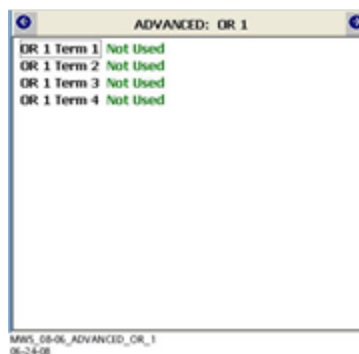 ADVANCED: OR 1
OR 1 Term 1 Not Used
OR 1 Term 2 Not Used
OR 1 Term 3 Not Used
OR 1 Term 4 Not Used
MWS_08-06_ADVANCED_OR_1
06-24-08